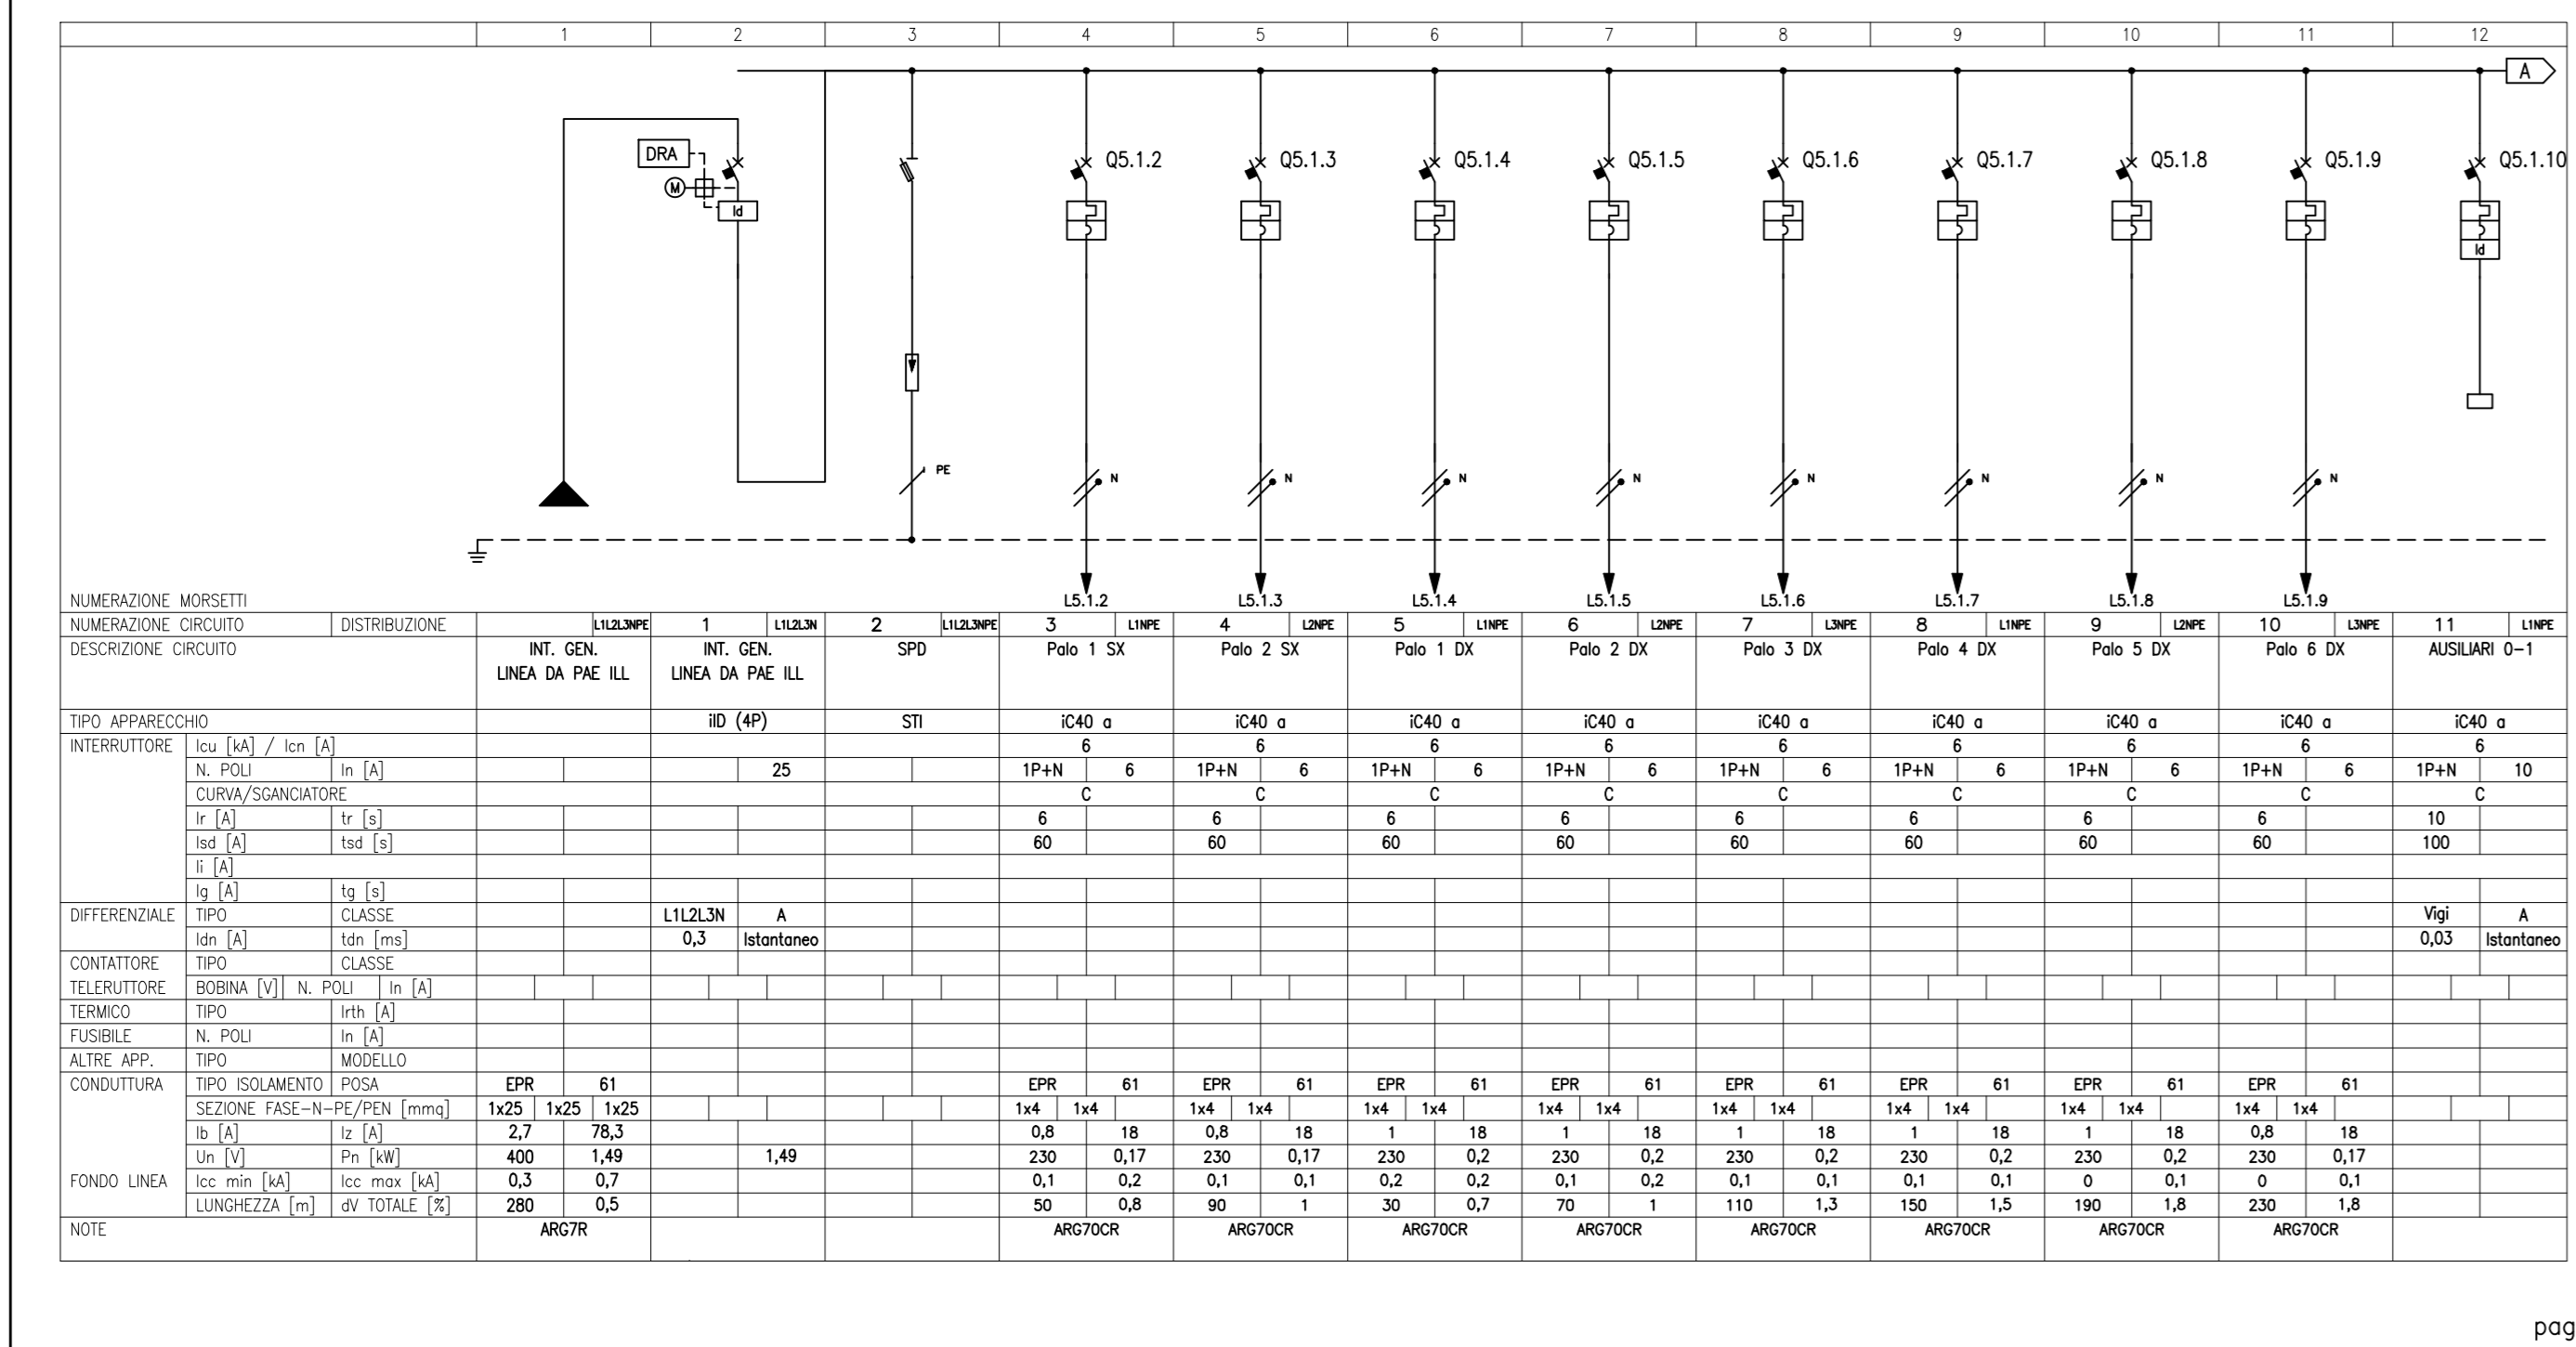 1 2 3 4 5 6 7 8 9 10 11 12
A
DRA Q5.1.2 Q5.1.3 Q5.1.4 Q5.1.5 Q5.1.6 Q5.1.7 Q5.1.8 Q5.1.9 Q5.1.10
M
Id
Id
PE N N N N N N N N
NUMERAZIONE MORSETTI L5.1.2 L5.1.3 L5.1.4 L5.1.5 L5.1.6 L5.1.7 L5.1.8 L5.1.9
NUMERAZIONE CIRCUITO DISTRIBUZIONE L1L2L3NPE 1 L1L2L3N 2 L1L2L3NPE 3 L1NPE 4 L2NPE 5 L1NPE 6 L2NPE 7 L3NPE 8 L1NPE 9 L2NPE 10 L3NPE 11 L1NPE
DESCRIZIONE CIRCUITO INT. GEN. INT. GEN. SPD Palo 1 SX Palo 2 SX Palo 1 DX Palo 2 DX Palo 3 DX Palo 4 DX Palo 5 DX Palo 6 DX AUSILIARI 0-1
LINEA DA PAE ILL LINEA DA PAE ILL
TIPO APPARECCHIO iID (4P) STI iC40 a iC40 a iC40 a iC40 a iC40 a iC40 a iC40 a iC40 a iC40 a
INTERRUTTORE Icu [kA] / Icn [A] 6 6 6 6 6 6 6 6 6
N. POLI In [A] 25 1P+N 6 1P+N 6 1P+N 6 1P+N 6 1P+N 6 1P+N 6 1P+N 6 1P+N 6 1P+N 10
CURVA/SGANCIATORE C C C C C C C C C
Ir [A] tr [s] 6 6 6 6 6 6 6 6 10
Isd [A] tsd [s] 60 60 60 60 60 60 60 60 100
Ii [A]
Ig [A] tg [s]
DIFFERENZIALE TIPO CLASSE L1L2L3N A Vigi A
Idn [A] tdn [ms] 0,3 Istantaneo 0,03 Istantaneo
CONTATTORE TIPO CLASSE
TELERUTTORE BOBINA [V] N. POLI In [A]
TERMICO TIPO Irth [A]
FUSIBILE N. POLI In [A]
ALTRE APP. TIPO MODELLO
CONDUTTURA TIPO ISOLAMENTO POSA EPR 61 EPR 61 EPR 61 EPR 61 EPR 61 EPR 61 EPR 61 EPR 61 EPR 61
SEZIONE FASE-N-PE/PEN [mmq] 1x25 1x25 1x25 1x4 1x4 1x4 1x4 1x4 1x4 1x4 1x4 1x4 1x4 1x4 1x4 1x4 1x4 1x4 1x4
Ib [A] Iz [A] 2,7 78,3 0,8 18 0,8 18 1 18 1 18 1 18 1 18 1 18 0,8 18
Un [V] Pn [kW] 400 1,49 1,49 230 0,17 230 0,17 230 0,2 230 0,2 230 0,2 230 0,2 230 0,2 230 0,17
FONDO LINEA Icc min [kA] Icc max [kA] 0,3 0,7 0,1 0,2 0,1 0,1 0,2 0,2 0,1 0,2 0,1 0,1 0,1 0,1 0 0,1 0 0,1
LUNGHEZZA [m] dV TOTALE [%] 280 0,5 50 0,8 90 1 30 0,7 70 1 110 1,3 150 1,5 190 1,8 230 1,8
NOTE ARG7R ARG7OCR ARG7OCR ARG7OCR ARG7OCR ARG7OCR ARG7OCR ARG7OCR ARG7OCR
pag